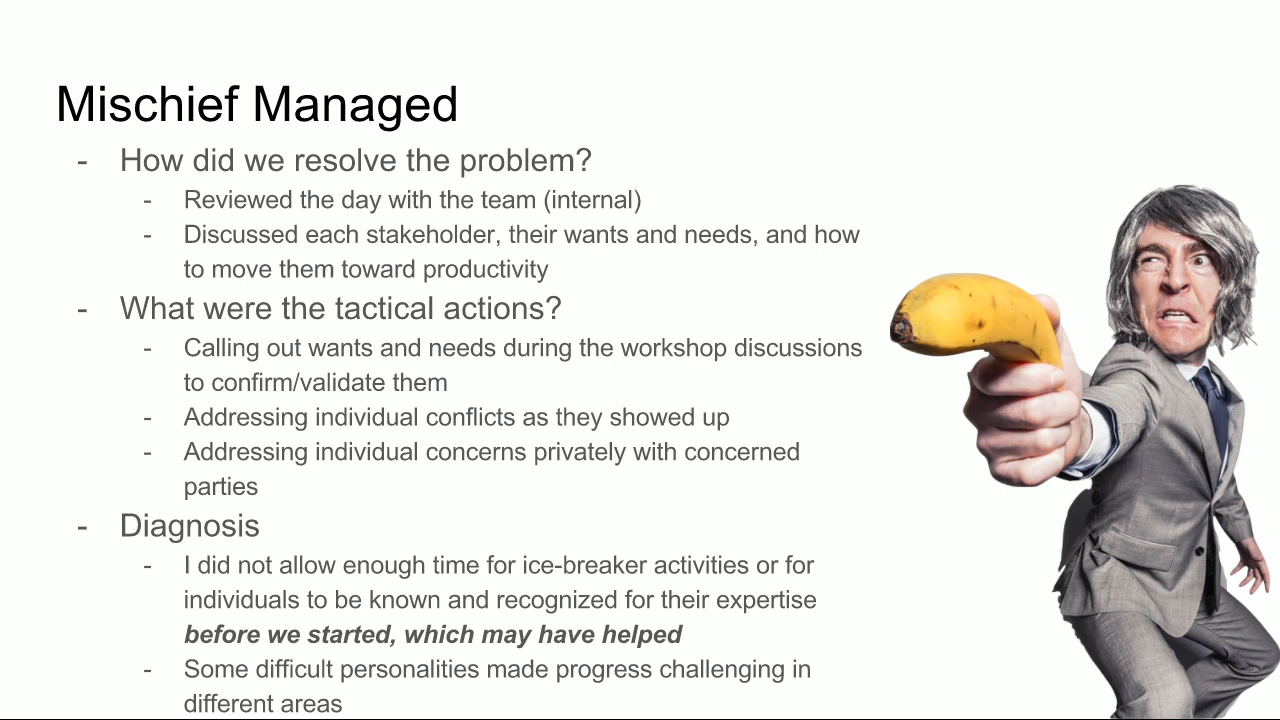 Mischief Managed
- How did we resolve the problem?
- Reviewed the day with the team (internal)
- Discussed each stakeholder, their wants and needs, and how
to move them toward productivity
- What were the tactical actions?
- Calling out wants and needs during the workshop discussions
to confirm/validate them
- Addressing individual conflicts as they showed up
- Addressing individual concerns privately with concerned
parties
- Diagnosis
- I did not allow enough time for ice-breaker activities or for
individuals to be known and recognized for their expertise
before we started, which may have helped
- Some difficult personalities made progress challenging in
different areas